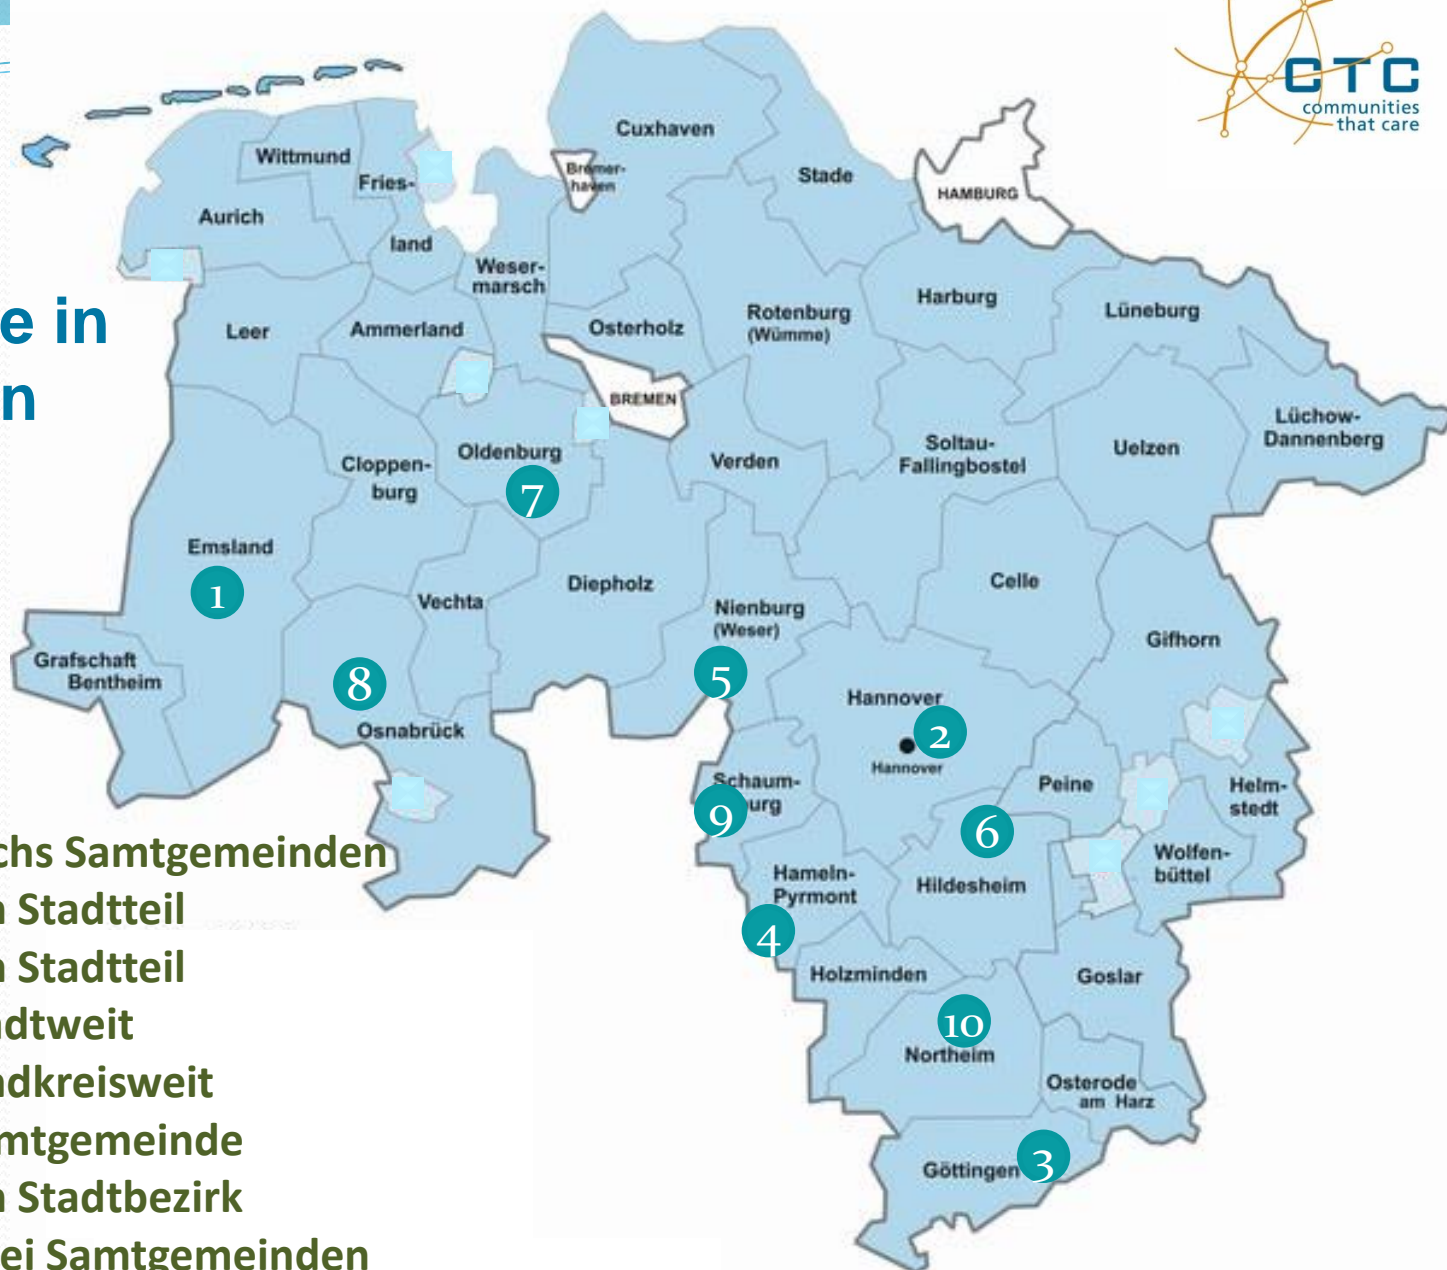 CTC
communities
that care
Cuxhaven
Wittmund
Bremer-
haven
Stade
Fries-
HAMBURG
Aurich
land
Weser-
marsch
e in
Harburg
Rotenburg
(Wümme)
Lüneburg
Leer
Ammerland
Osterholz
n
BREMEN
Lüchow-
Dannenberg
Oldenburg
Soltau-
Fallingbostel
Uelzen
Cloppen-
burg
Verden
7
Emsland
1
Diepholz
Celle
Vechta
Nienburg
(Weser)
Gifhorn
Grafschaft
Bentheim
8
5
Hannover
Osnabrück
2
Hannover
Schaum-
urg
9
Peine
Helm-
stedt
6
chs Samtgemeinden
Hameln-
Pyrmont
Hildesheim
Wolfen-
büttel
n Stadtteil
4
n Stadtteil
Holzminden
Goslar
dtweit
10
Northeim
ndkreisweit
Osterode
am Harz
mtgemeinde
Göttingen
3
n Stadtbezirk
ei Samtgemeinden